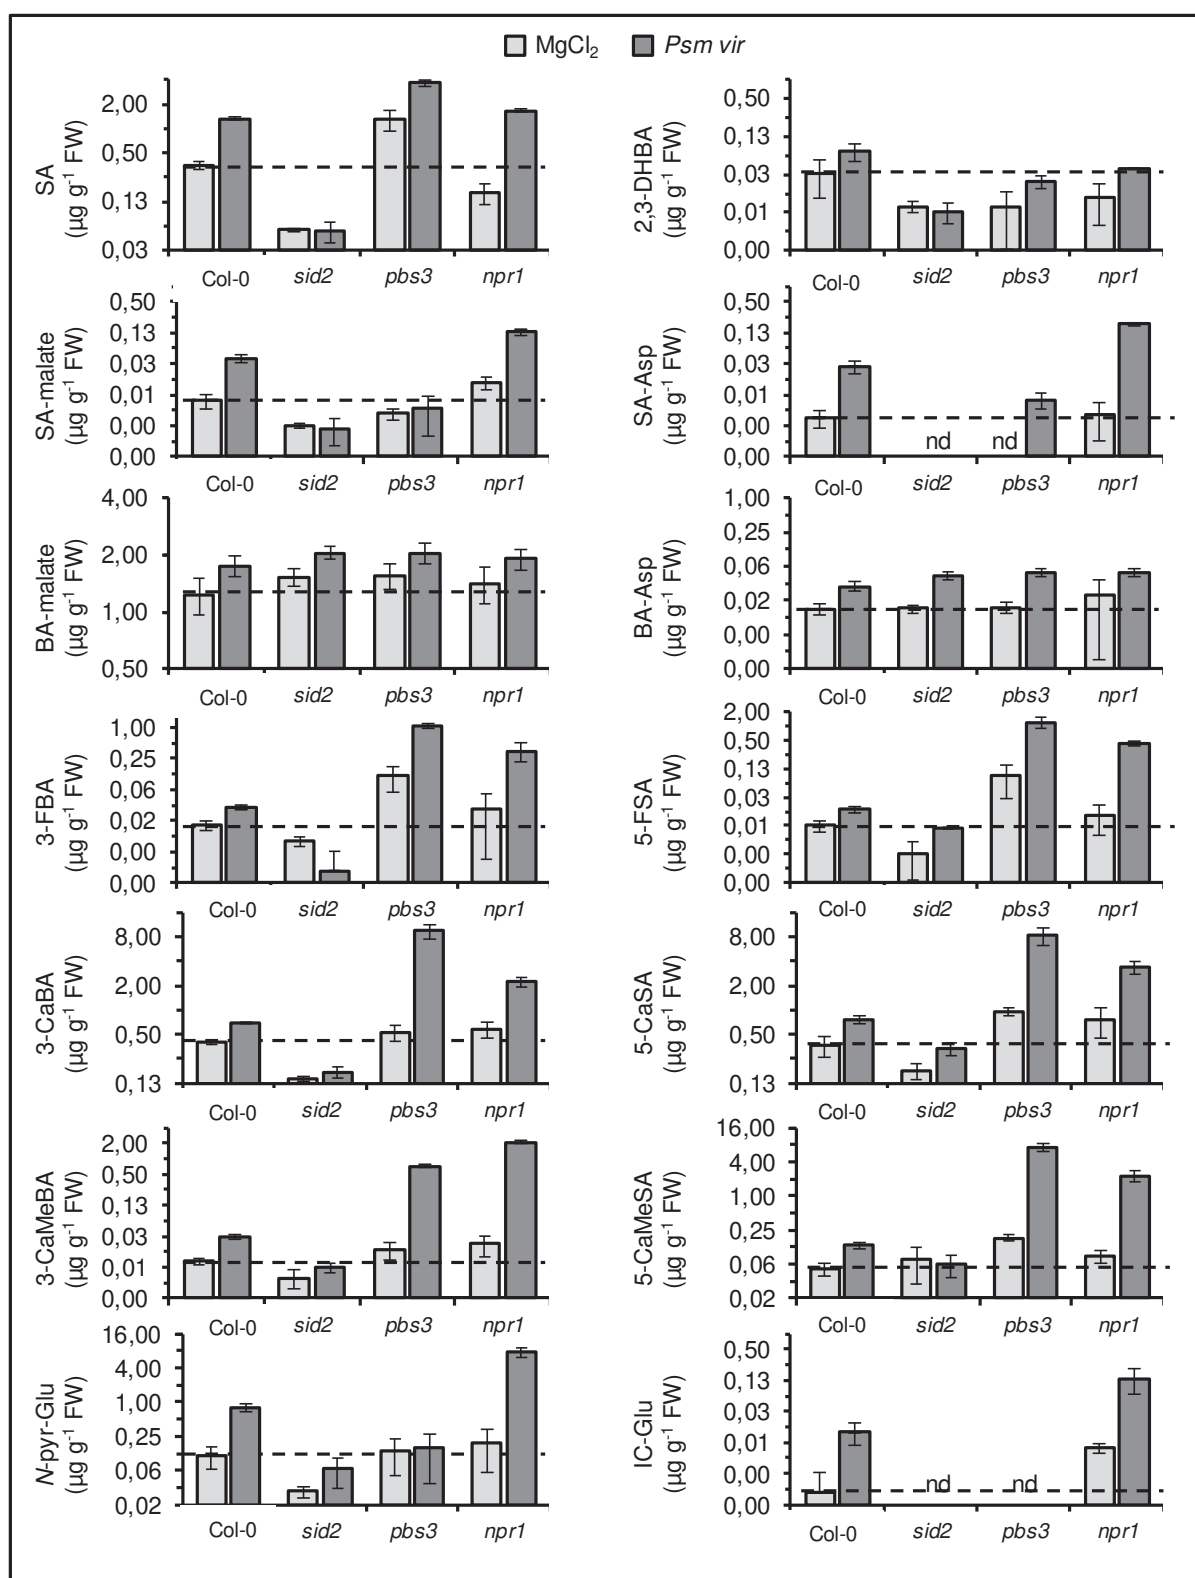 MgCl2 Psm vir
SA
(µg g-1 FW)
2,00
0,50
0,13
0,03
Col-0 sid2 pbs3 npr1
2,3-DHBA
(µg g-1 FW)
0,50
0,13
0,03
0,01
0,00
Col-0 sid2 pbs3 npr1
SA-malate
(µg g-1 FW)
0,50
0,13
0,03
0,01
0,00
0,00
Col-0 sid2 pbs3 npr1
SA-Asp
(µg g-1 FW)
0,50
0,13
0,03
0,01
0,00
0,00
nd nd
Col-0 sid2 pbs3 npr1
BA-malate
(µg g-1 FW)
4,00
2,00
1,00
0,50
Col-0 sid2 pbs3 npr1
BA-Asp
(µg g-1 FW)
1,00
0,25
0,06
0,02
0,00
0,00
Col-0 sid2 pbs3 npr1
3-FBA
(µg g-1 FW)
1,00
0,25
0,06
0,02
0,00
0,00
Col-0 sid2 pbs3 npr1
5-FSA
(µg g-1 FW)
2,00
0,50
0,13
0,03
0,01
0,00
0,00
Col-0 sid2 pbs3 npr1
3-CaBA
(µg g-1 FW)
8,00
2,00
0,50
0,13
Col-0 sid2 pbs3 npr1
5-CaSA
(µg g-1 FW)
8,00
2,00
0,50
0,13
Col-0 sid2 pbs3 npr1
3-CaMeBA
(µg g-1 FW)
2,00
0,50
0,13
0,03
0,01
0,00
Col-0 sid2 pbs3 npr1
5-CaMeSA
(µg g-1 FW)
16,00
4,00
1,00
0,25
0,06
0,02
Col-0 sid2 pbs3 npr1
N-pyr-Glu
(µg g-1 FW)
16,00
4,00
1,00
0,25
0,06
0,02
Col-0 sid2 pbs3 npr1
IC-Glu
(µg g-1 FW)
0,50
0,13
0,03
0,01
0,00
0,00
nd nd
Col-0 sid2 pbs3 npr1